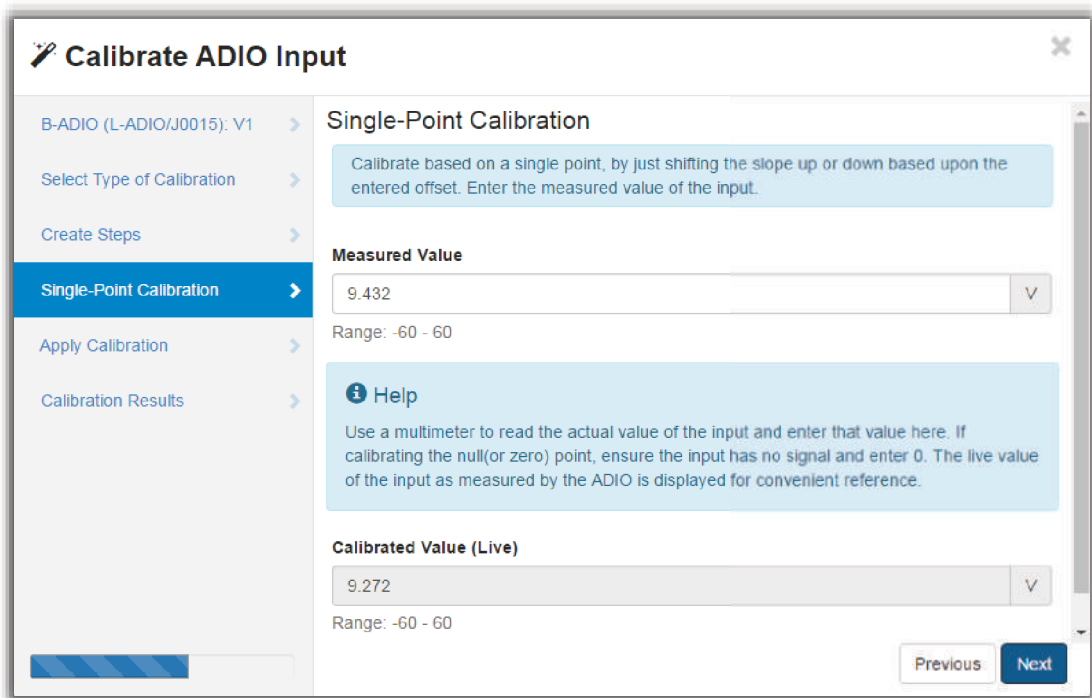 Calibrate ADIO Input
B-ADIO (L-ADIO/J0015): V1
Select Type of Calibration
Create Steps
Single-Point Calibration
Apply Calibration
Calibration Results
Single-Point Calibration
Calibrate based on a single point, by just shifting the slope up or down based upon the
entered offset. Enter the measured value of the input.
Measured Value
9.432 V
Range: -60 - 60
Help
Use a multimeter to read the actual value of the input and enter that value here. If
calibrating the null(or zero) point, ensure the input has no signal and enter 0. The live value
of the input as measured by the ADIO is displayed for convenient reference.
Calibrated Value (Live)
9.272 V
Range: -60 - 60
Previous Next